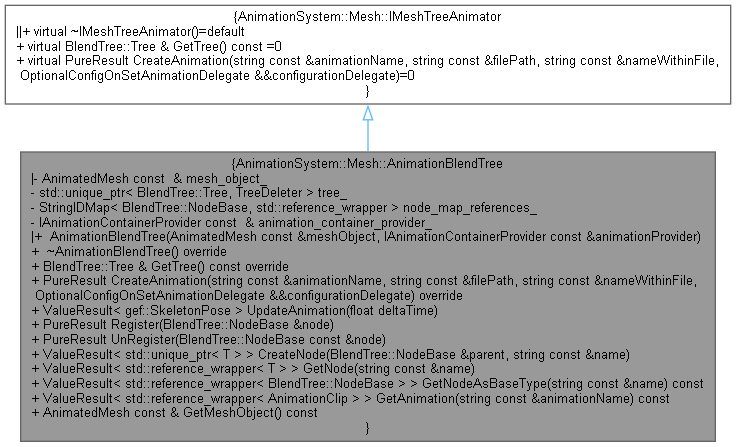 {AnimationSystem::Mesh::IMeshTreeAnimator
||+ virtual ~IMeshTreeAnimator()=default
+ virtual BlendTree::Tree & GetTree() const =0
+ virtual PureResult CreateAnimation(string const &animationName, string const &filePath, string const &nameWithinFile,
OptionalConfigOnSetAnimationDelegate &&configurationDelegate)=0
}
{AnimationSystem::Mesh::AnimationBlendTree
|- AnimatedMesh const & mesh_object_
- std::unique_ptr< BlendTree::Tree, TreeDeleter > tree_
- StringIDMap< BlendTree::NodeBase, std::reference_wrapper > node_map_references_
- IAnimationContainerProvider const & animation_container_provider_
|+ AnimationBlendTree(AnimatedMesh const &meshObject, IAnimationContainerProvider const &animationProvider)
+ ~AnimationBlendTree() override
+ BlendTree::Tree & GetTree() const override
+ PureResult CreateAnimation(string const &animationName, string const &filePath, string const &nameWithinFile,
OptionalConfigOnSetAnimationDelegate &&configurationDelegate) override
+ ValueResult< gef::SkeletonPose > UpdateAnimation(float deltaTime)
+ PureResult Register(BlendTree::NodeBase &node)
+ PureResult UnRegister(BlendTree::NodeBase const &node)
+ ValueResult< std::unique_ptr< T > > CreateNode(BlendTree::NodeBase &parent, string const &name)
+ ValueResult< std::reference_wrapper< T > > GetNode(string const &name)
+ ValueResult< std::reference_wrapper< BlendTree::NodeBase > > GetNodeAsBaseType(string const &name) const
+ ValueResult< std::reference_wrapper< AnimationClip > > GetAnimation(string const &animationName) const
+ AnimatedMesh const & GetMeshObject() const
}